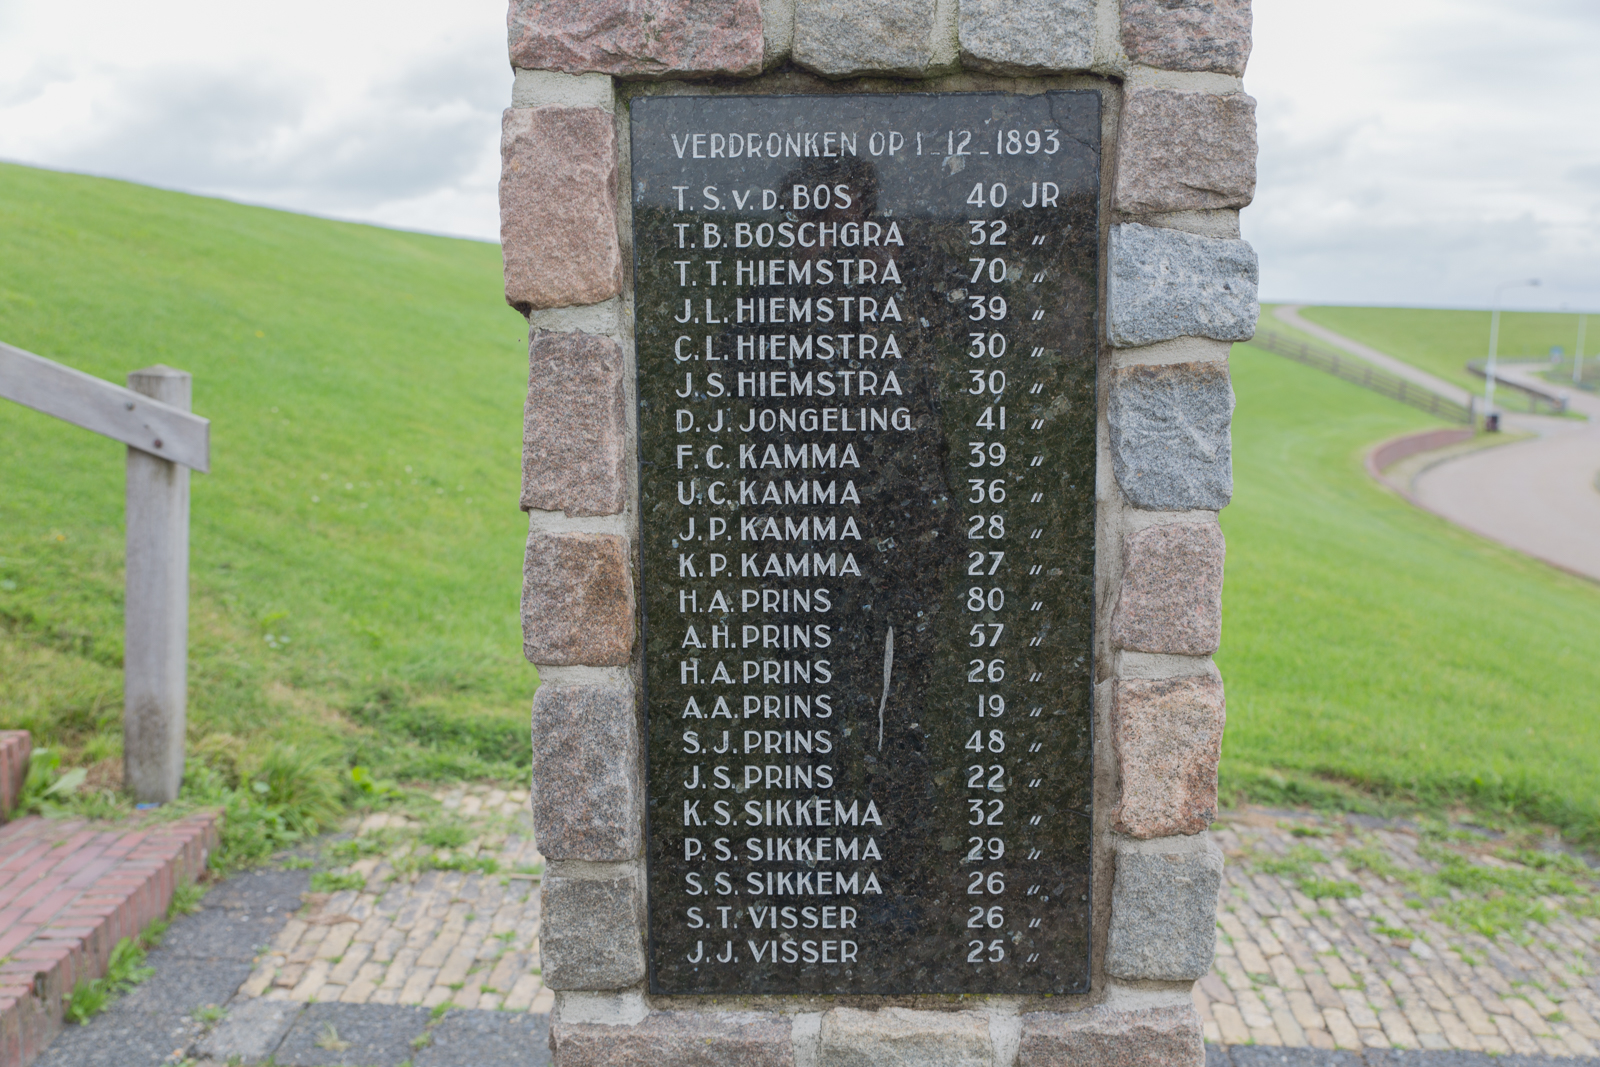 VERDRONKEN OP 1_12_1893
T. S. v. D. BOS 40 JR
T. B. BOSCHGRA 32 〃
T. T. HIEMSTRA 70 〃
J. L. HIEMSTRA 39 〃
C. L. HIEMSTRA 30 〃
J. S. HIEMSTRA 30 〃
D. J. JONGELING 41 〃
F. C. KAMMA 39 〃
U. C. KAMMA 36 〃
J. P. KAMMA 28 〃
K. P. KAMMA 27 〃
H. A. PRINS 80 〃
A. H. PRINS 57 〃
H. A. PRINS 26 〃
A. A. PRINS 19 〃
S. J. PRINS 48 〃
J. S. PRINS 22 〃
K. S. SIKKEMA 32 〃
P. S. SIKKEMA 29 〃
S. S. SIKKEMA 26 〃
S. T. VISSER 26 〃
J. J. VISSER 25 〃